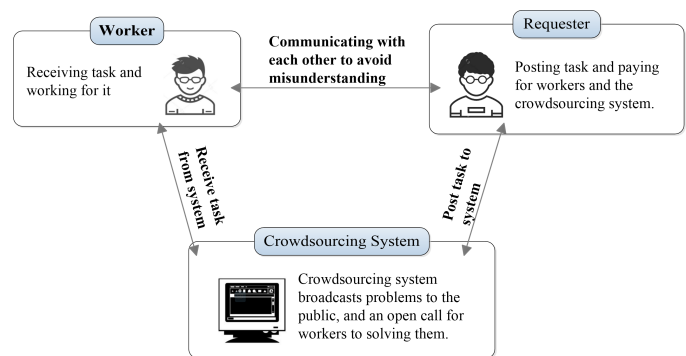 Worker
Receiving task and
working for it
Communicating with
each other to avoid
misunderstanding
Requester
Posting task and paying
for workers and the
crowdsourcing system.
Receive task
from system
Post task to
system
Crowdsourcing System
Crowdsourcing system
broadcasts problems to the
public, and an open call for
workers to solving them.